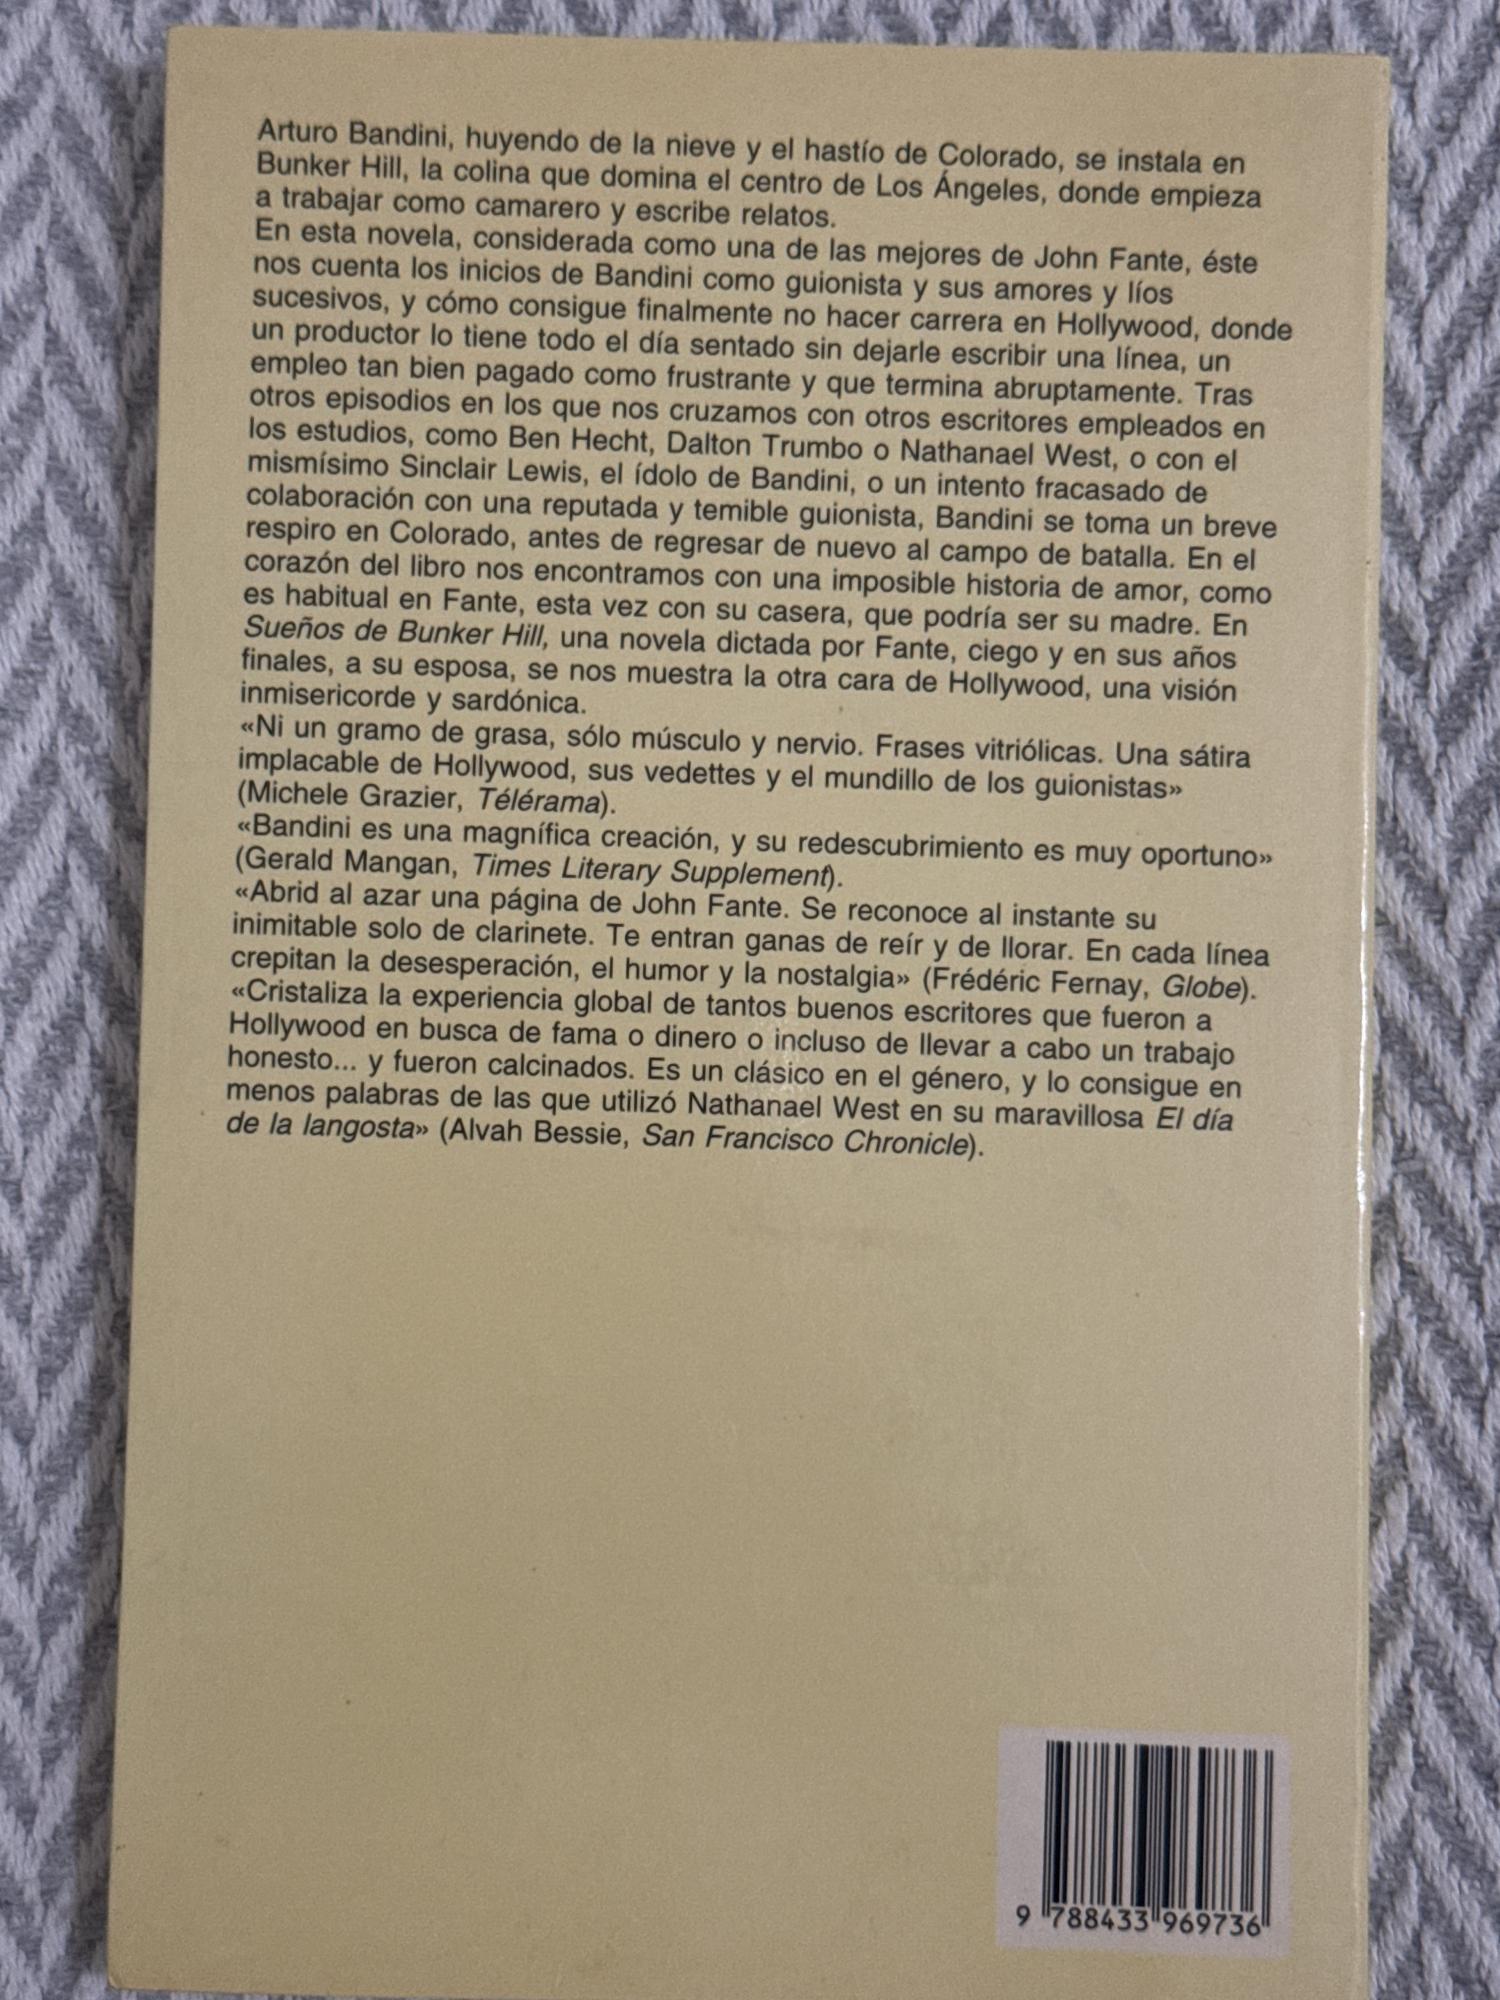 Arturo Bandini, huyendo de la nieve y el hastío de Colorado, se instala en
Bunker Hill, la colina que domina el centro de Los Ángeles, donde empieza
a trabajar como camarero y escribe relatos.
En esta novela, considerada como una de las mejores de John Fante, éste
nos cuenta los inicios de Bandini como guionista y sus amores y líos
sucesivos, y cómo consigue finalmente no hacer carrera en Hollywood, donde
un productor lo tiene todo el día sentado sin dejarle escribir una línea, un
empleo tan bien pagado como frustrante y que termina abruptamente. Tras
otros episodios en los que nos cruzamos con otros escritores empleados en
los estudios, como Ben Hecht, Dalton Trumbo o Nathanael West, o con el
mismísimo Sinclair Lewis, el ídolo de Bandini, o un intento fracasado de
colaboración con una reputada y temible guionista, Bandini se toma un breve
respiro en Colorado, antes de regresar de nuevo al campo de batalla. En el
corazón del libro nos encontramos con una imposible historia de amor, como
es habitual en Fante, esta vez con su casera, que podría ser su madre. En
Sueños de Bunker Hill, una novela dictada por Fante, ciego y en sus años
finales, a su esposa, se nos muestra la otra cara de Hollywood, una visión
inmisericorde y sardónica.
«Ni un gramo de grasa, sólo músculo y nervio. Frases vitriólicas. Una sátira
implacable de Hollywood, sus vedettes y el mundillo de los guionistas»
(Michele Grazier, Télérama).
«Bandini es una magnífica creación, y su redescubrimiento es muy oportuno»
(Gerald Mangan, Times Literary Supplement).
«Abrid al azar una página de John Fante. Se reconoce al instante su
inimitable solo de clarinete. Te entran ganas de reír y de llorar. En cada línea
crepitan la desesperación, el humor y la nostalgia» (Frédéric Fernay, Globe).
«Cristaliza la experiencia global de tantos buenos escritores que fueron a
Hollywood en busca de fama o dinero o incluso de llevar a cabo un trabajo
honesto... y fueron calcinados. Es un clásico en el género, y lo consigue en
menos palabras de las que utilizó Nathanael West en su maravillosa El día
de la langosta» (Alvah Bessie, San Francisco Chronicle).
9 788433 969736